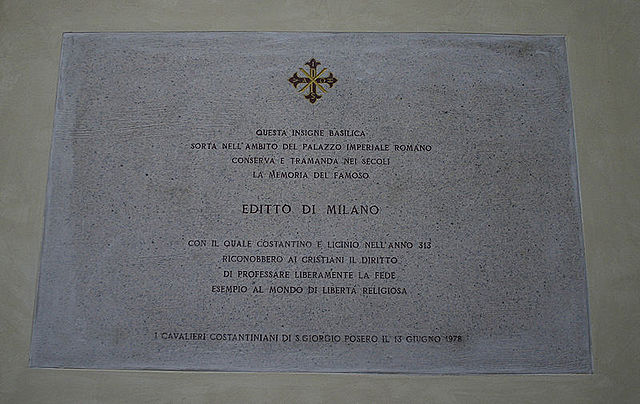 QUESTA INSIGNE BASILICA
SORTA NELL'AMBITO DEL PALAZZO IMPERIALE ROMANO
CONSERVA E TRAMANDA NEI SECOLI
LA MEMORIA DEL FAMOSO
EDITTO DI MILANO
CON IL QUALE COSTANTINO E LICINIO NELL'ANNO 313
RICONOBBERO AI CRISTIANI IL DIRITTO
DI PROFESSARE LIBERAMENTE LA FEDE
ESEMPIO AL MONDO DI LIBERTÀ RELIGIOSA
I CAVALIERI COSTANTINIANI DI S.GIORGIO POSERO IL 13 GIUGNO 1978